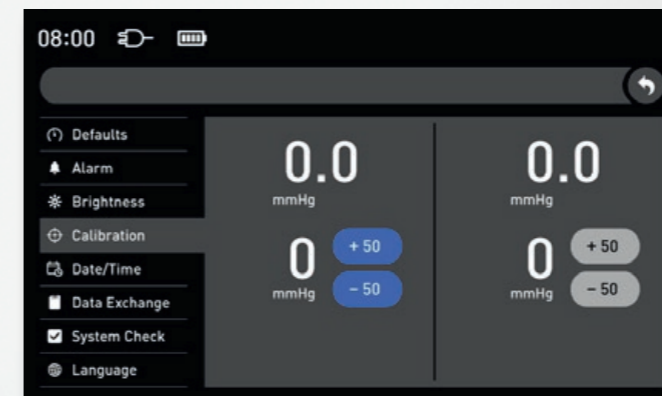 08:00
Defaults
Alarm
Brightness
Calibration
Date/Time
Data Exchange
System Check
Language
0.0
mmHg
0
mmHg
+ 50
– 50
0.0
mmHg
0
mmHg
+ 50
– 50